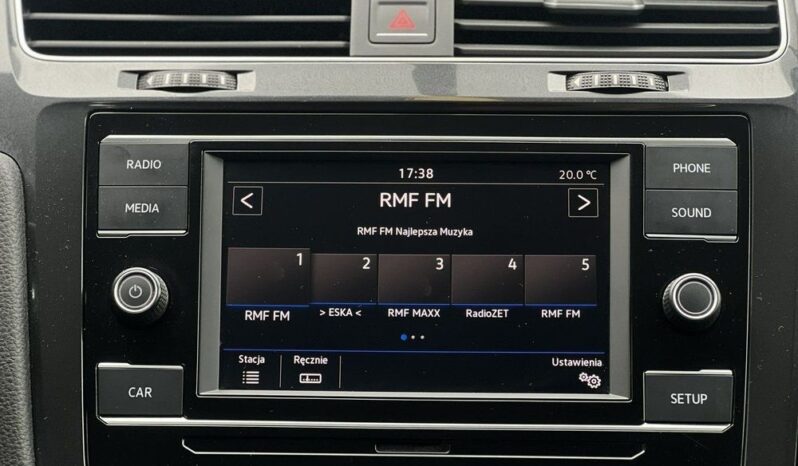 RADIO
MEDIA
CAR
17:38
20.0 °C
< RMF FM >
RMF FM Najlepsza Muzyka
1 2 3 4 5
RMF FM > ESKA < RMF MAXX RadioZET RMF FM
Stacja Ręcznie Ustawienia
PHONE
SOUND
SETUP